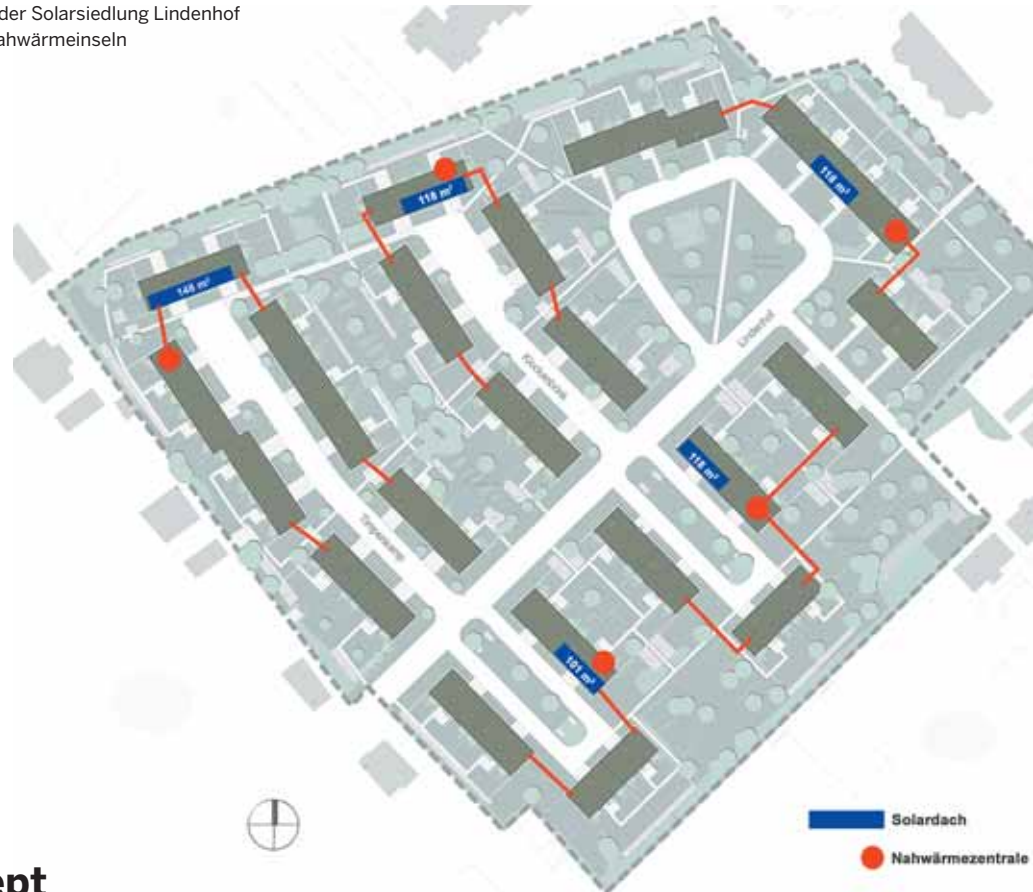 der Solarsiedlung Lindenhof
ahwärmeinseln
118 m²
118 m²
148 m²
Lindenhof
118 m²
101 m²
Solardach
Nahwärmezentrale
ept